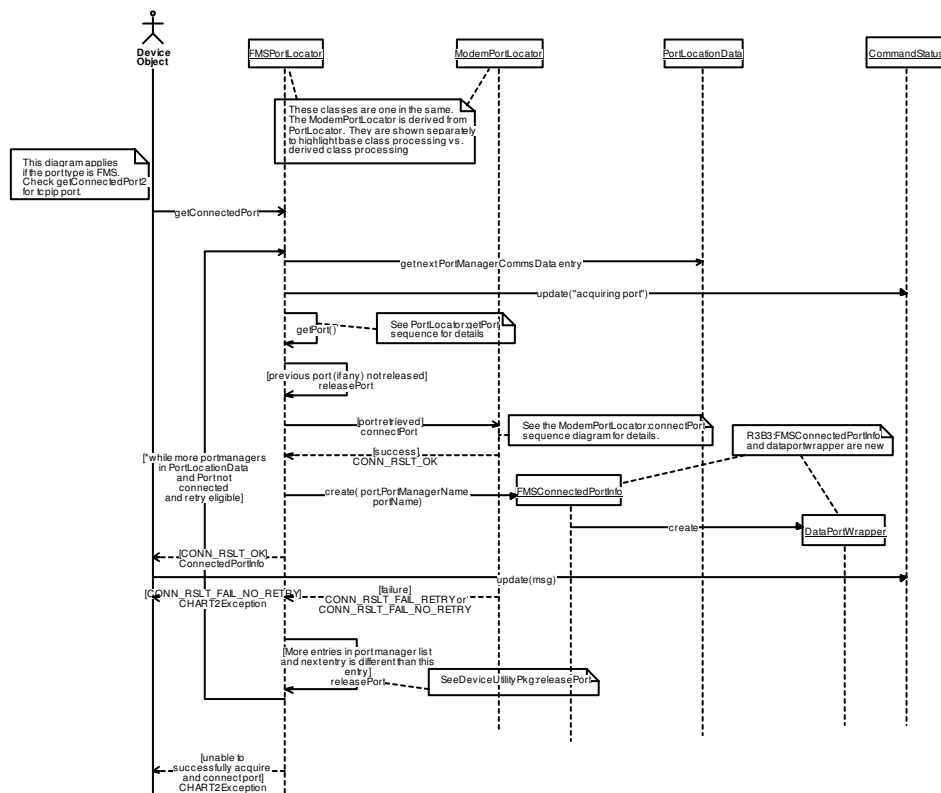 Device
Object
FMSPortLocator
ModemPortLocator
PortLocationData
CommandStatus
These classes are one in the same.
The ModemPortLocator is derived from
PortLocator. They are shown separately
to highlight base class processing vs.
derived class processing
This diagram applies
if the port type is FMS.
Check getConnectedPort2
for tcpip port.
getConnectedPort
get next PortManagerCommsData entry
update("acquiring port")
getPort()
See PortLocator:getPort
sequence for details
[previous port (if any) not released]
releasePort
[port retrieved]
connectPort
See the ModemPortLocator:connectPort
sequence diagram for details.
R3B3:FMSConnectedPortInfo
and dataportwrapper are new
[success]
CONN_RSLT_OK
[*while more portmanagers
in PortLocationData
and Port not
connected
and retry eligible]
create( port,PortManagerName
portName)
FMSConnectedPortInfo
create
DataPortWrapper
[CONN_RSLT_OK]
ConnectedPortInfo
update(msg)
[CONN_RSLT_FAIL_NO_RETRY]
CHART2Exception
[failure]
CONN_RSLT_FAIL_RETRY or
CONN_RSLT_FAIL_NO_RETRY
[More entries in port manager list
and next entry is different than this
entry]
releasePort
See DeviceUtilityPkg:releasePort
[unable to
successfully acquire
and connect port]
CHART2Exception